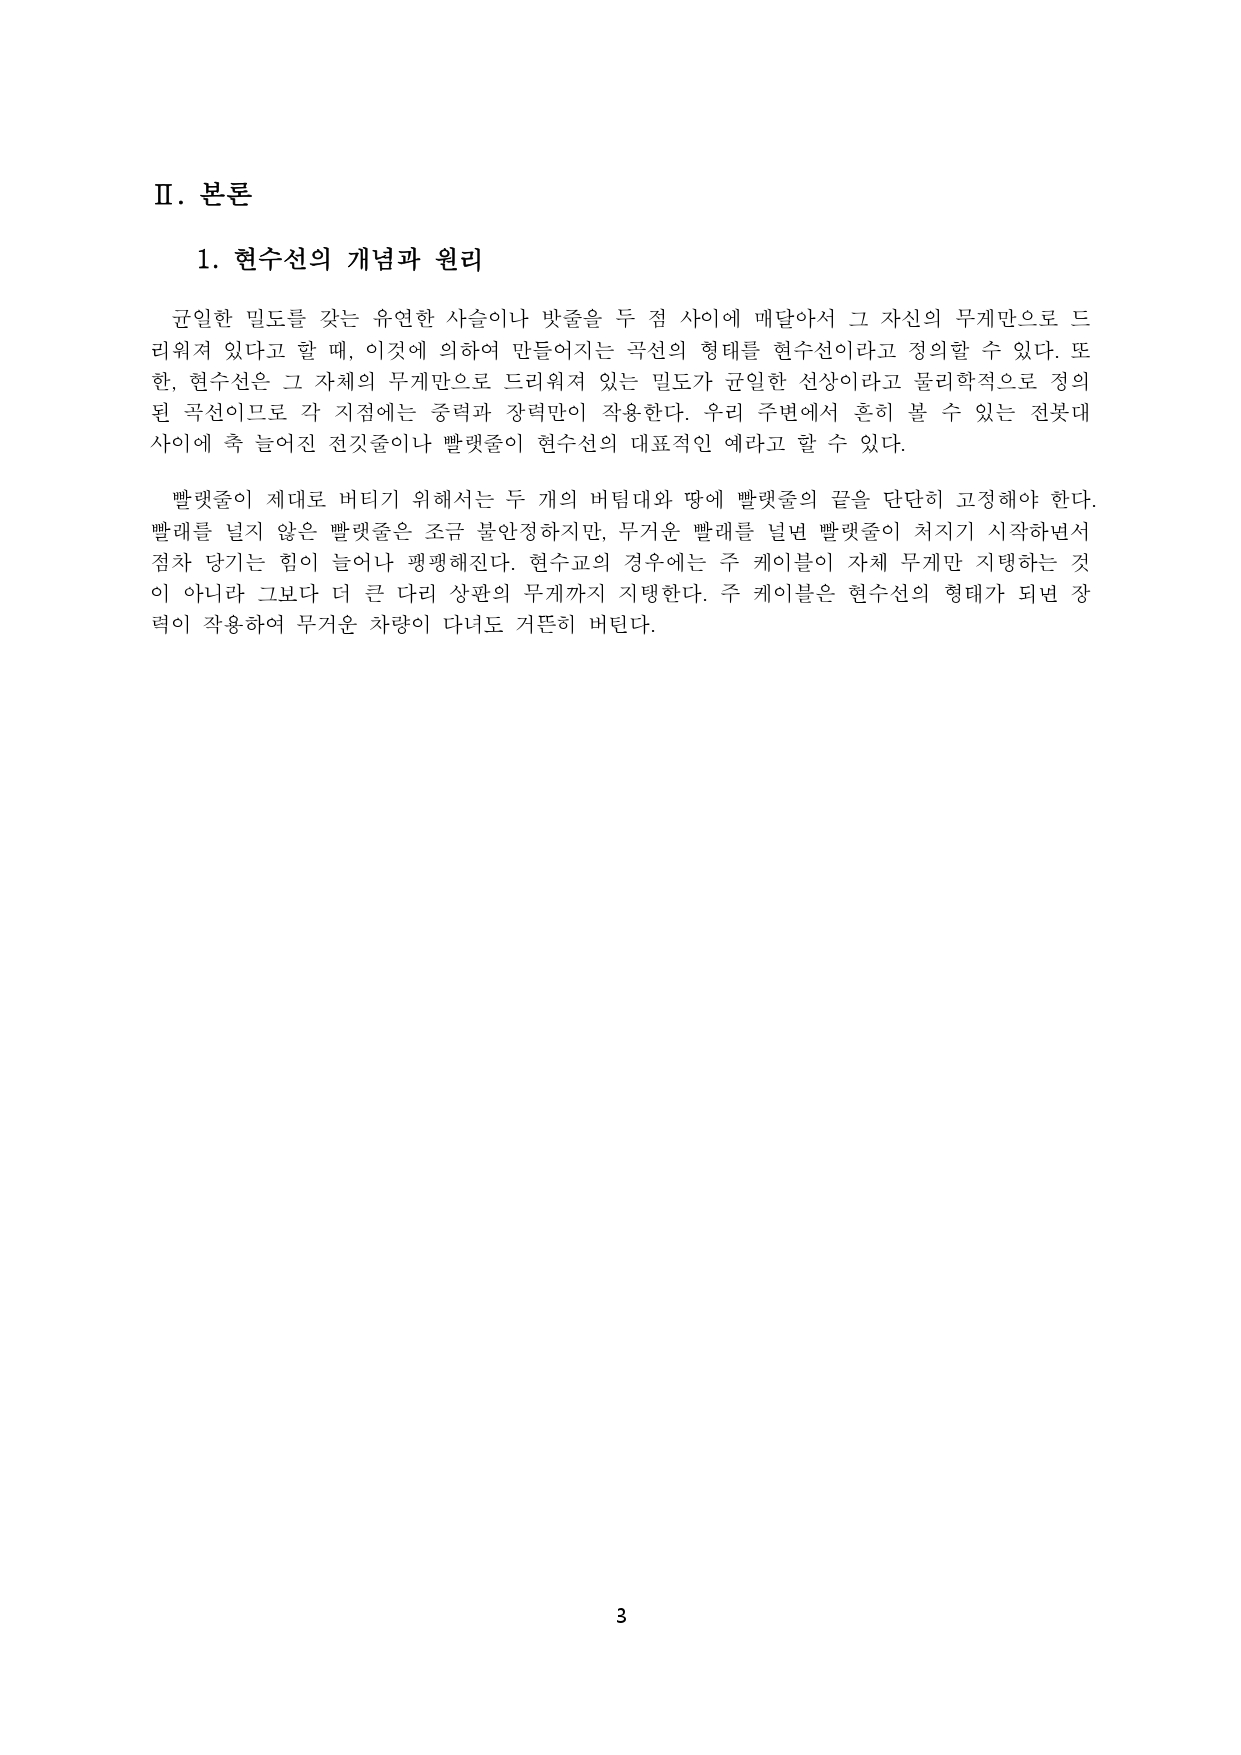 Ⅱ. 본론
1. 현수선의 개념과 원리
균일한 밀도를 갖는 유연한 사슬이나 밧줄을 두 점 사이에 매달아서 그 자신의 무게만으로 드
리워져 있다고 할 때, 이것에 의하여 만들어지는 곡선의 형태를 현수선이라고 정의할 수 있다. 또
한, 현수선은 그 자체의 무게만으로 드리워져 있는 밀도가 균일한 선상이라고 물리학적으로 정의
된 곡선이므로 각 지점에는 중력과 장력만이 작용한다. 우리 주변에서 흔히 볼 수 있는 전봇대
사이에 축 늘어진 전깃줄이나 빨랫줄이 현수선의 대표적인 예라고 할 수 있다.
빨랫줄이 제대로 버티기 위해서는 두 개의 버팀대와 땅에 빨랫줄의 끝을 단단히 고정해야 한다.
빨래를 널지 않은 빨랫줄은 조금 불안정하지만, 무거운 빨래를 널면 빨랫줄이 처지기 시작하면서
점차 당기는 힘이 늘어나 팽팽해진다. 현수교의 경우에는 주 케이블이 자체 무게만 지탱하는 것
이 아니라 그보다 더 큰 다리 상판의 무게까지 지탱한다. 주 케이블은 현수선의 형태가 되면 장
력이 작용하여 무거운 차량이 다녀도 거뜬히 버틴다.
3